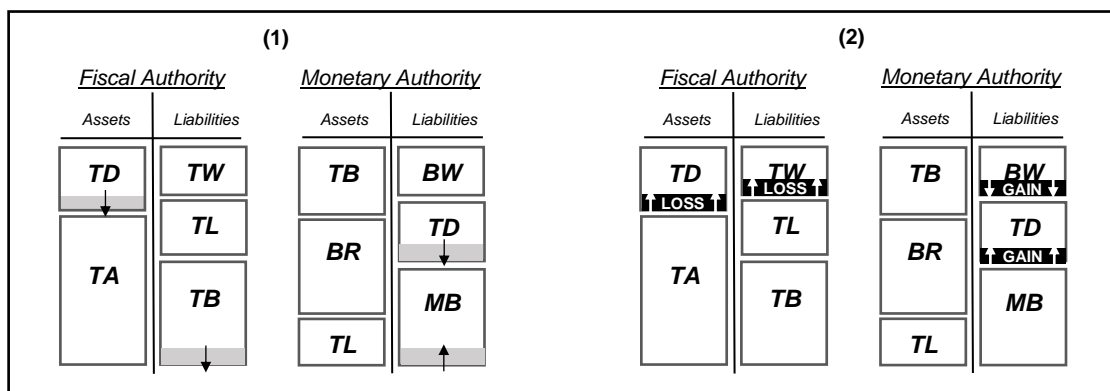 (1)
Fiscal Authority
Assets
Liabilities
TD
TA
TW
TL
TB
Monetary Authority
Assets
Liabilities
TB
BR
TL
BW
TD
MB
(2)
Fiscal Authority
Assets
Liabilities
TD
LOSS
TA
TW
LOSS
TL
TB
Monetary Authority
Assets
Liabilities
TB
BR
TL
BW
GAIN
TD
GAIN
MB